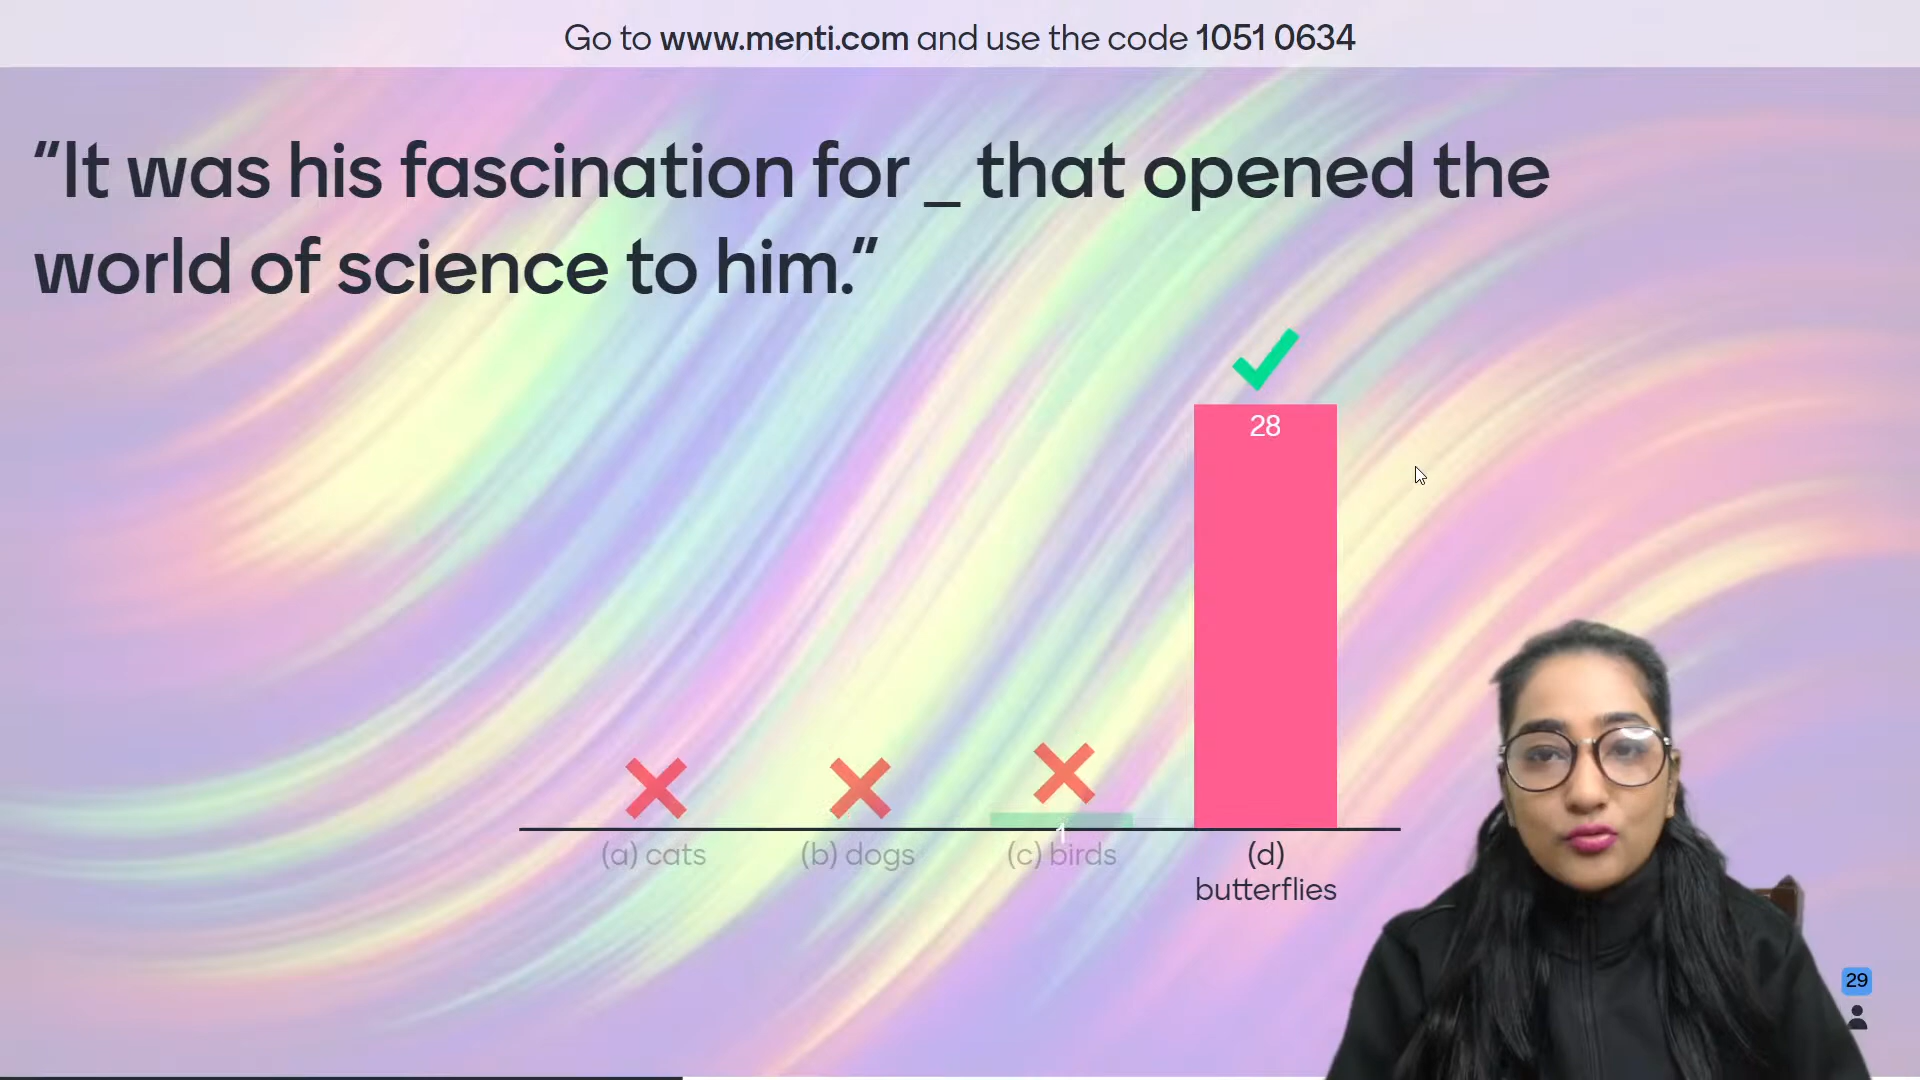 Go to www.menti.com and use the code 1051 0634
“It was his fascination for _ that opened the
world of science to him.”
28
1
(a) cats
(b) dogs
(c) birds
(d)
butterflies
29